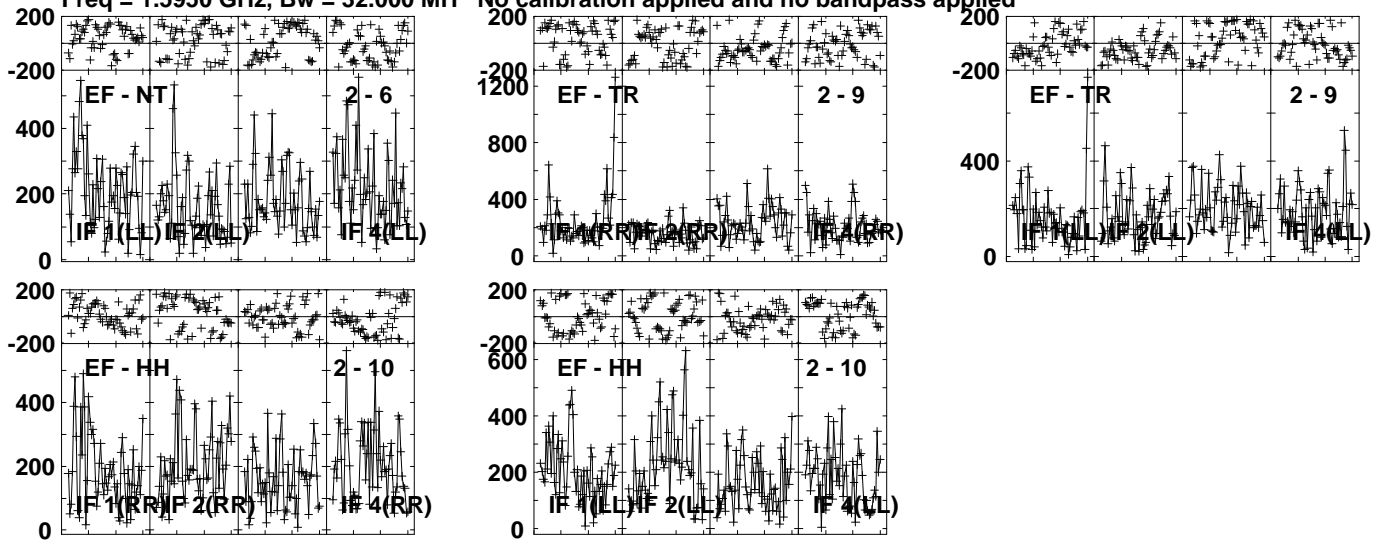 Freq = 1.5950 GHz, Bw = 32.000 MH No calibration applied and no bandpass applied
200
-200
EF - NT 2 - 6
400
200
0
IF 1(LL) IF 2(LL) IF 4(LL)
200
-200
1200
EF - TR 2 - 9
800
400
0
IF 1(RR) IF 2(RR) IF 4(RR)
200
-200
EF - TR 2 - 9
400
0
IF 1(LL) IF 2(LL) IF 4(LL)
200
-200
EF - HH 2 - 10
400
200
0
IF 1(RR) IF 2(RR) IF 4(RR)
200
-200
600
EF - HH 2 - 10
400
200
0
IF 1(LL) IF 2(LL) IF 4(LL)